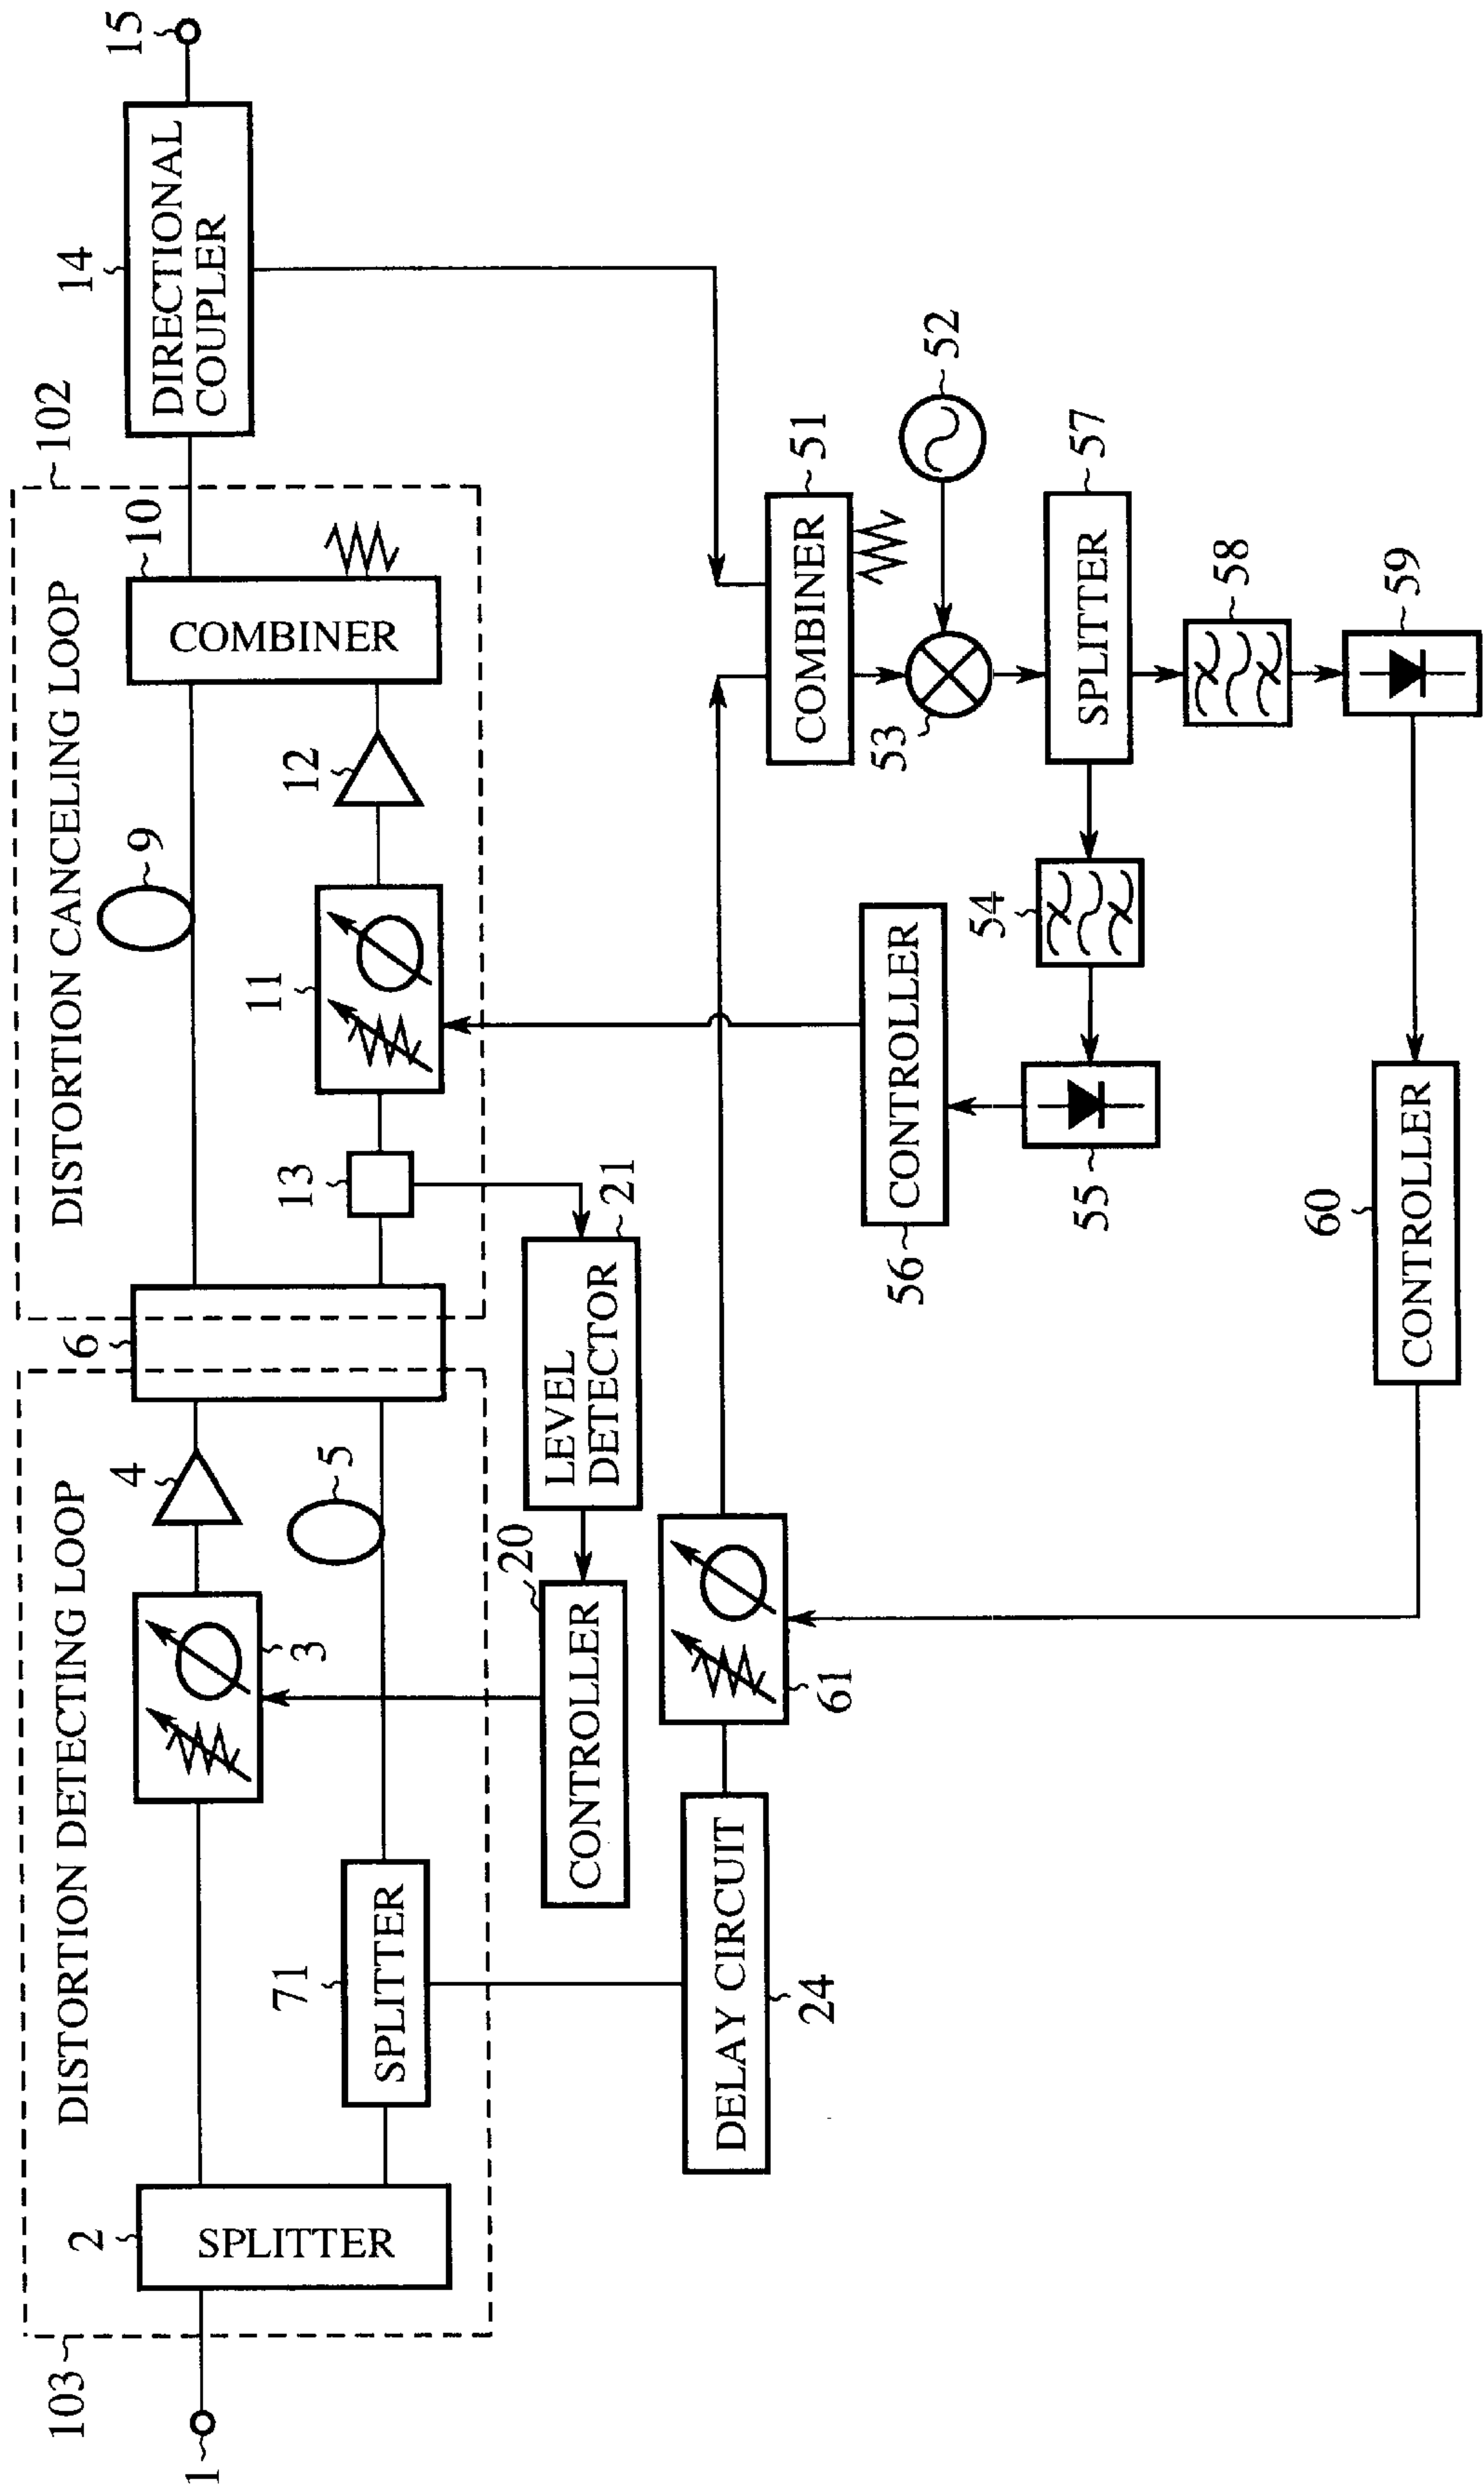 103
DISTORTION DETECTING LOOP
DISTORTION CANCELING LOOP
102
1
2
SPLITTER
3
4
5
6
71
SPLITTER
9
10
COMBINER
11
12
13
14
DIRECTIONAL
COUPLER
15
20
CONTROLLER
21
LEVEL
DETECTOR
DELAY CIRCUIT
24
61
COMBINER
51
52
53
56
CONTROLLER
54
55
SPLITTER
57
58
59
60
CONTROLLER